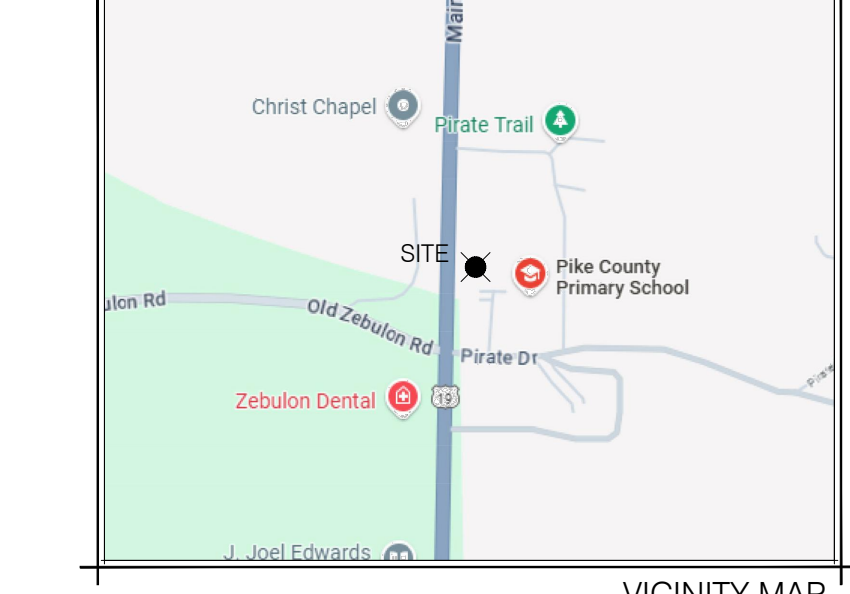 Main
Christ Chapel
Pirate Trail
SITE
Pike County
Primary School
ulon Rd
Old Zebulon Rd
Pirate Dr
Zebulon Dental
19
J. Joel Edwards
VICINITY MAP